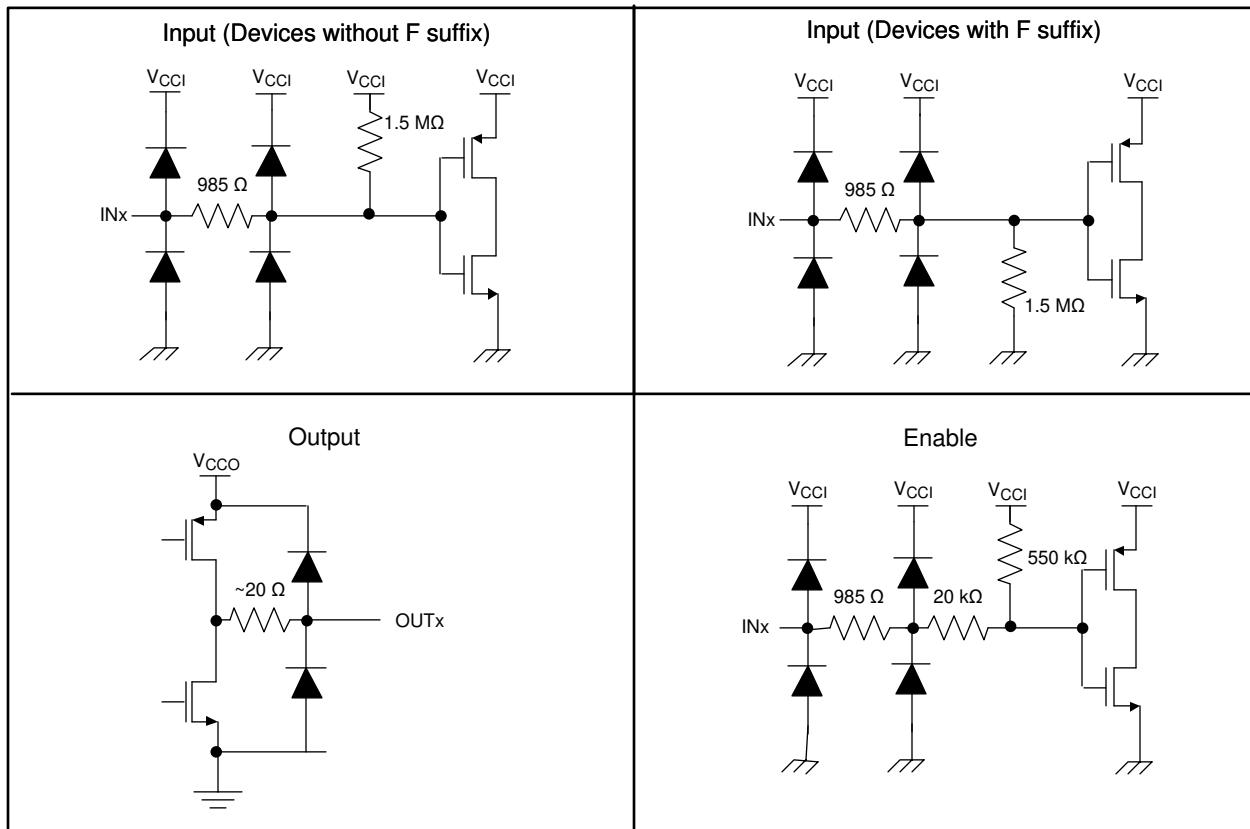 Input (Devices without F suffix)
VCCI VCCI VCCI VCCI
1.5 MΩ
985 Ω
INx
Input (Devices with F suffix)
VCCI VCCI VCCI
985 Ω
INx
1.5 MΩ
Output
VCCO
~20 Ω
OUTx
Enable
VCCI VCCI VCCI VCCI
550 kΩ
985 Ω 20 kΩ
INx